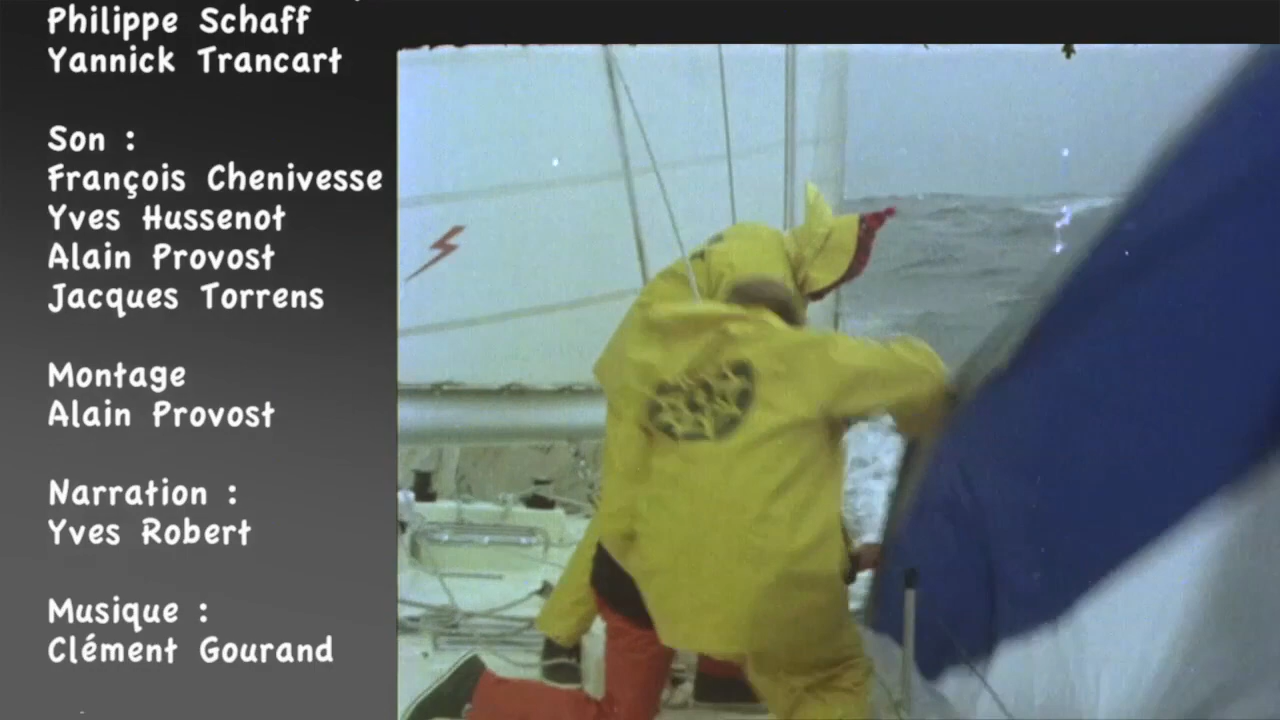 Philippe Schaff
Yannick Trancart
Son :
François Chenivesse
Yves Hussenot
Alain Provost
Jacques Torrens
Montage
Alain Provost
Narration :
Yves Robert
Musique :
Clément Gourand